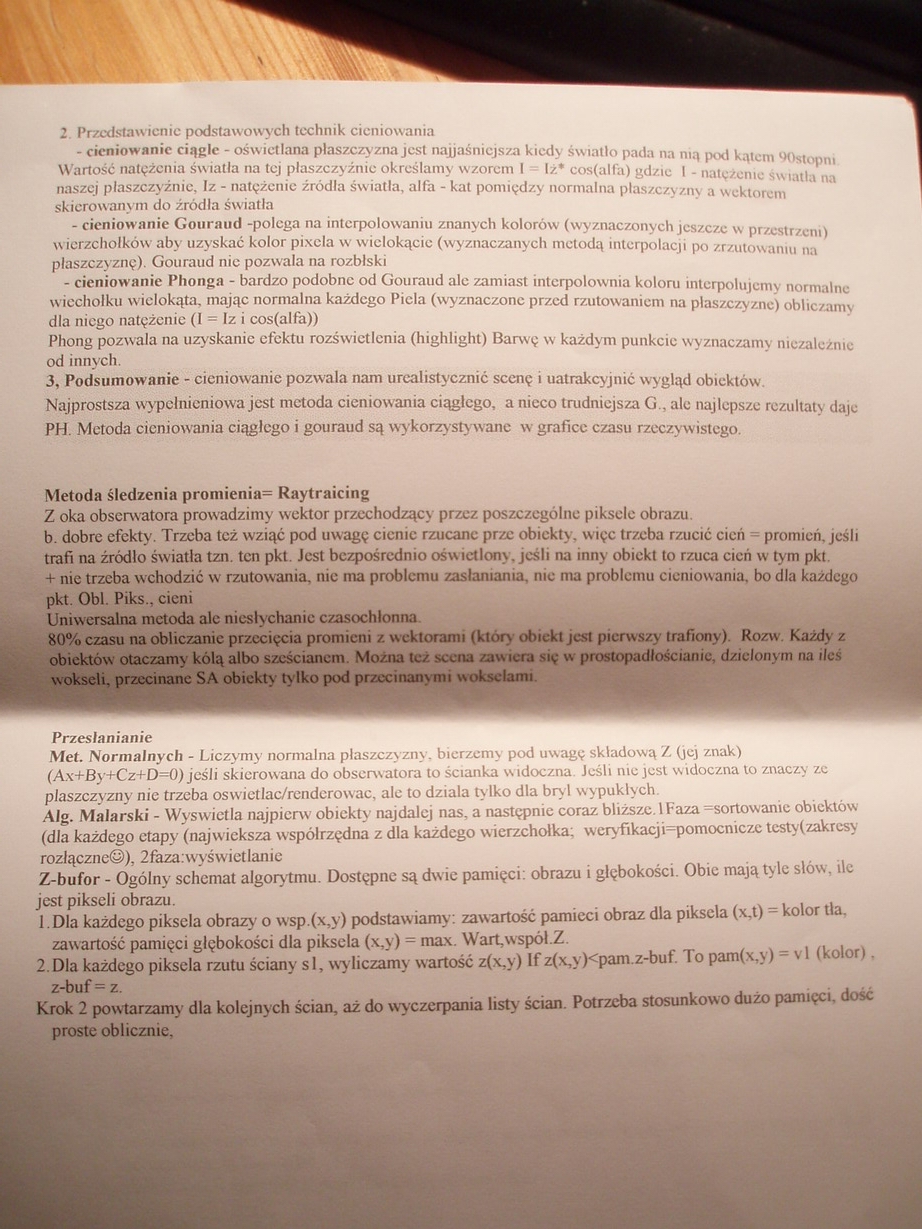 2. Przedstawienie podstawowych technik cieniowania
- cieniowanie ciągłe - oświetlana płaszczyzna jest najjaśniejsza kiedy światło pada na nią pod kątem 90stopni
Wartość natężenia światła na tej płaszczyźnie określamy wzorem I = Iż* cos(alfa) gdzie I - natężenie światła na
naszej płaszczyźnie, Iz - natężenie źródła światła, alfa - kat pomiędzy normalna płaszczyzny a wektorem
skierowanym do źródła światła
- cieniowanie Gouraud -polega na interpolowaniu znanych kolorów (wyznaczonych jeszcze w przestrzeni)
wierzchołków aby uzyskać kolor pixela w wielokącie (wyznaczanych metodą interpolacji po zrzutowaniu na
płaszczyznę). Gouraud nie pozwala na rozbłski
- cieniowanie Phonga - bardzo podobne od Gouraud ale zamiast interpolownia koloru interpolujemy normalne
wiechołku wielokąta, mając normalna każdego Piela (wyznaczone przed rzutowaniem na płaszczyznę) obliczamy
dla niego natężenie (I = Iz i cos(alfa))
Phong pozwala na uzyskanie efektu rozświetlenia (highlight) Barwę w każdym punkcie wyznaczamy niezależnie
od innych.
3, Podsumowanie - cieniowanie pozwala nam urealistycznić scenę i uatrakcyjnić wygląd obiektów.
Najprostsza wypełnieniowa jest metoda cieniowania ciągłego, a nieco trudniejsza G., ale najlepsze rezultaty daje
PH. Metoda cieniowania ciągłego i gouraud są wykorzystywane w grafice czasu rzeczywistego.
Metoda śledzenia promienia= Raytraicing
Z oka obserwatora prowadzimy wektor przechodzący przez poszczególne piksele obrazu.
b. dobre efekty. Trzeba też wziąć pod uwagę cienie rzucane prze obiekty, więc trzeba rzucić cień = promień, jeśli
trafi na źródło światła tzn. ten pkt. Jest bezpośrednio oświetlony, jeśli na inny obiekt to rzuca cień w tym pkt.
+ nie trzeba wchodzić w rzutowania, nie ma problemu zasłaniania, nie ma problemu cieniowania, bo dla każdego
pkt. Obl. Piks., cieni
Uniwersalna metoda ale niesłychanie czasochłonna.
80% czasu na obliczanie przecięcia promieni z wektorami (który obiekt jest pierwszy trafiony). Rozw. Każdy z
obiektów otaczamy kólą albo sześcianem. Można też scena zawiera się w prostopadłościanie, dzielonym na ileś
wokseli, przecinane SA obiekty tylko pod przecinanymi wokselami.
Przesłanianie
Met. Normalnych - Liczymy normalna płaszczyzny, bierzemy pod uwagę składową Z (jej znak)
(Ax+By+Cz+D=0) jeśli skierowana do obserwatora to ścianka widoczna. Jeśli nie jest widoczna to znaczy ze
plaszczyzny nie trzeba oswietlac/renderowac, ale to dziala tylko dla bryl wypuklych.
Alg. Malarski - Wyswietla najpierw obiekty najdalej nas, a następnie coraz bliższe.1Faza =sortowanie obiektów
(dla każdego etapy (najwieksza współrzędna z dla każdego wierzchołka; weryfikacji=pomocnicze testy(zakresy
rozłączne☺), 2faza:wyświetlanie
Z-bufor - Ogólny schemat algorytmu. Dostępne są dwie pamięci: obrazu i głębokości. Obie mają tyle słów, ile
jest pikseli obrazu.
1.Dla każdego piksela obrazy o wsp.(x,y) podstawiamy: zawartość pamieci obraz dla piksela (x,t) = kolor tła,
zawartość pamięci głębokości dla piksela (x,y) = max. Wart,współ.Z.
2.Dla każdego piksela rzutu ściany s1, wyliczamy wartość z(x,y) If z(x,y)<pam.z-buf. To pam(x,y) = v1 (kolor) ,
z-buf = z.
Krok 2 powtarzamy dla kolejnych ścian, aż do wyczerpania listy ścian. Potrzeba stosunkowo dużo pamięci, dość
proste oblicznie,